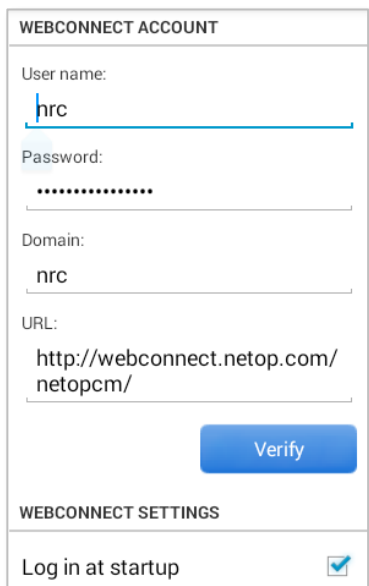 WEBCONNECT ACCOUNT
User name:
nrc
Password:
••••••••••••••••
Domain:
nrc
URL:
http://webconnect.netop.com/
netopcm/
Verify
WEBCONNECT SETTINGS
Log in at startup